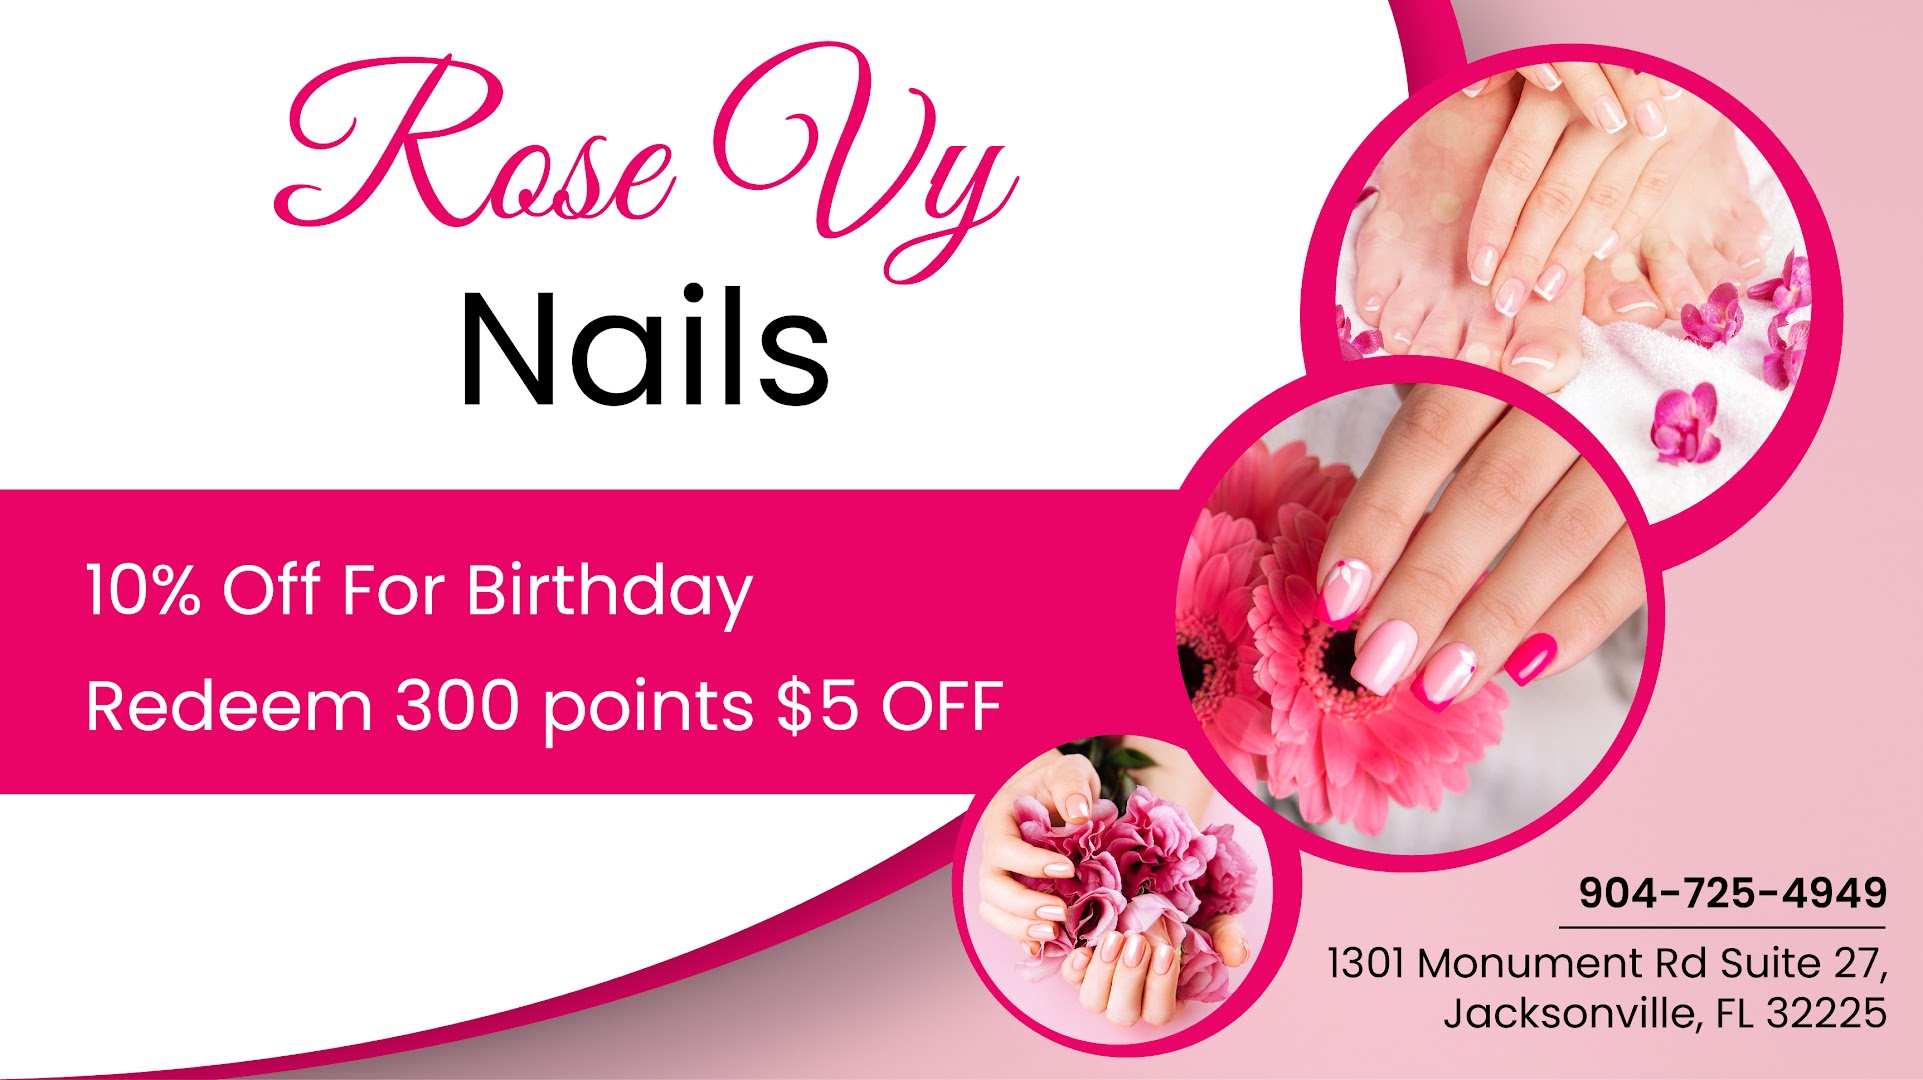 Rose Vy
Nails
10% Off For Birthday
Redeem 300 points $5 OFF
904-725-4949
1301 Monument Rd Suite 27,
Jacksonville, FL 32225